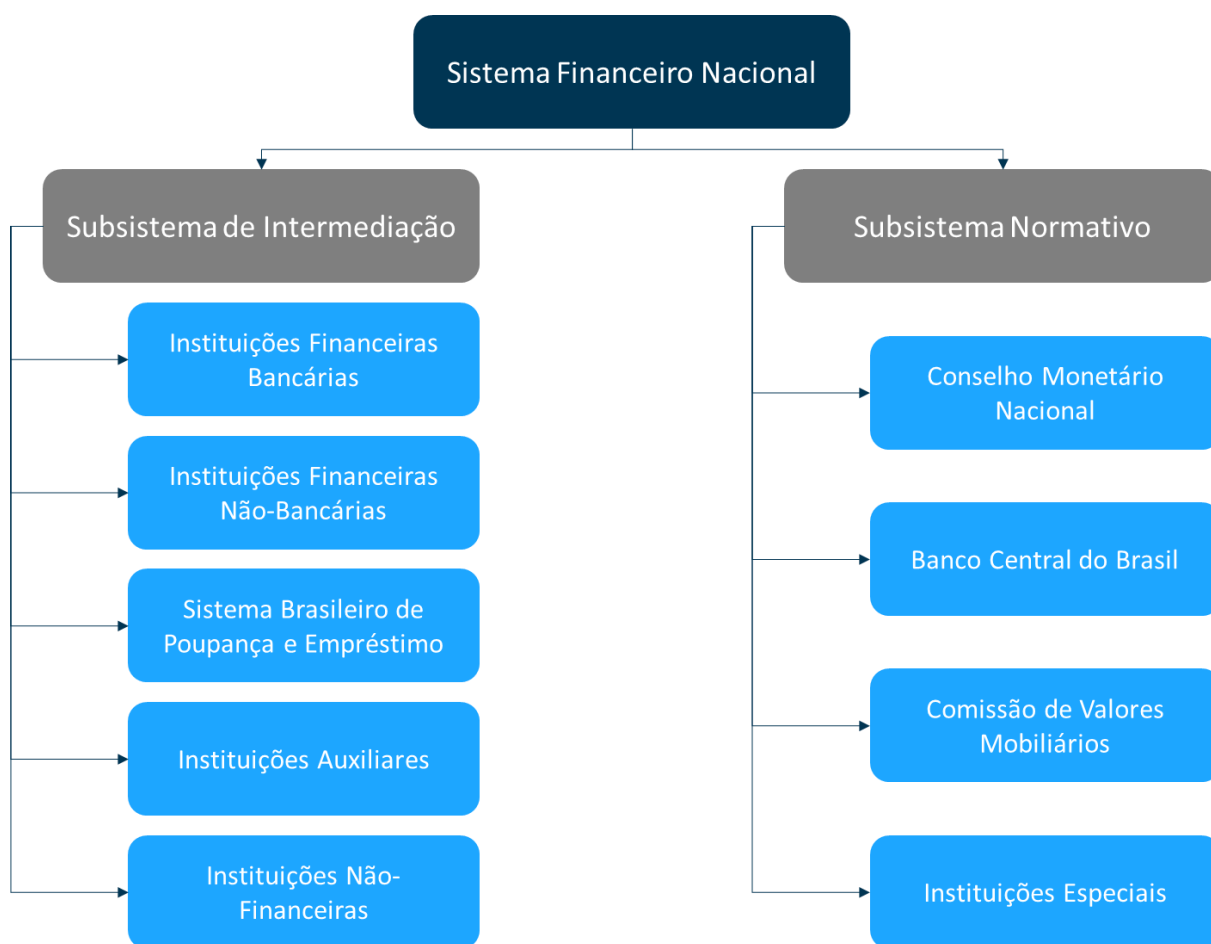 Sistema Financeiro Nacional
Subsistema de Intermediação
Instituições Financeiras
Bancárias
Instituições Financeiras
Não-Bancárias
Sistema Brasileiro de
Poupança e Empréstimo
Instituições Auxiliares
Instituições Não-
Financeiras
Subsistema Normativo
Conselho Monetário
Nacional
Banco Central do Brasil
Comissão de Valores
Mobiliários
Instituições Especiais